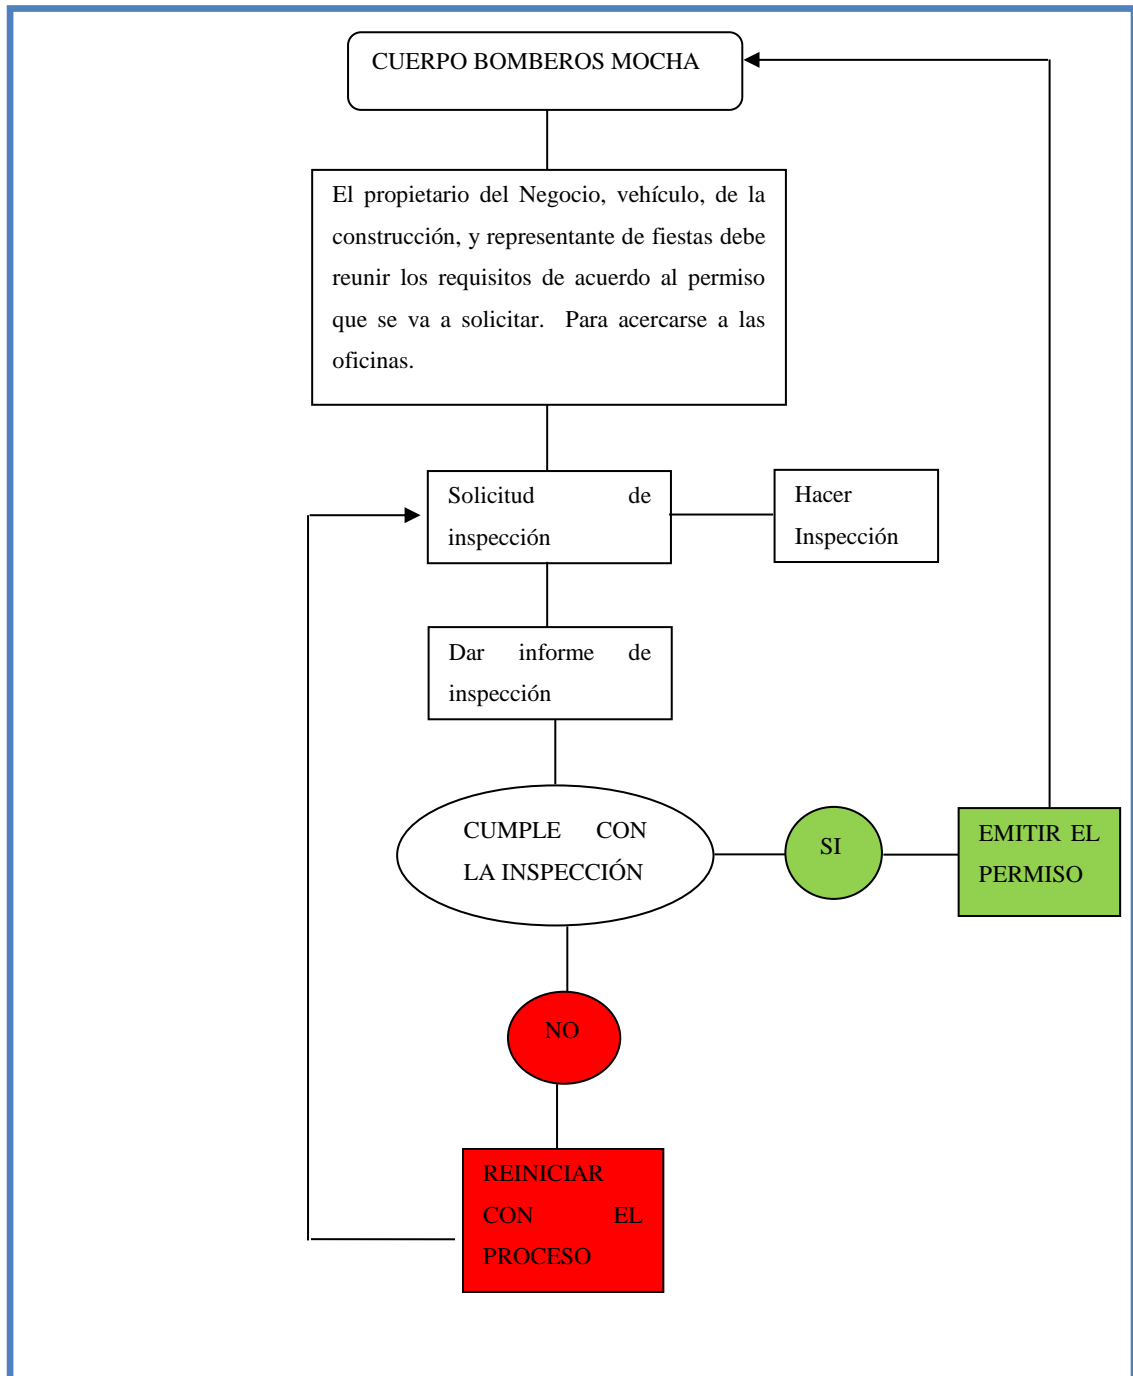 CUERPO BOMBEROS MOCHA
El propietario del Negocio, vehículo, de la
construcción, y representante de fiestas debe
reunir los requisitos de acuerdo al permiso
que se va a solicitar. Para acercarse a las
oficinas.
Solicitud de
inspección
Hacer
Inspección
Dar informe de
inspección
CUMPLE CON
LA INSPECCIÓN
SI
EMITIR EL
PERMISO
NO
REINICIAR
CON EL
PROCESO